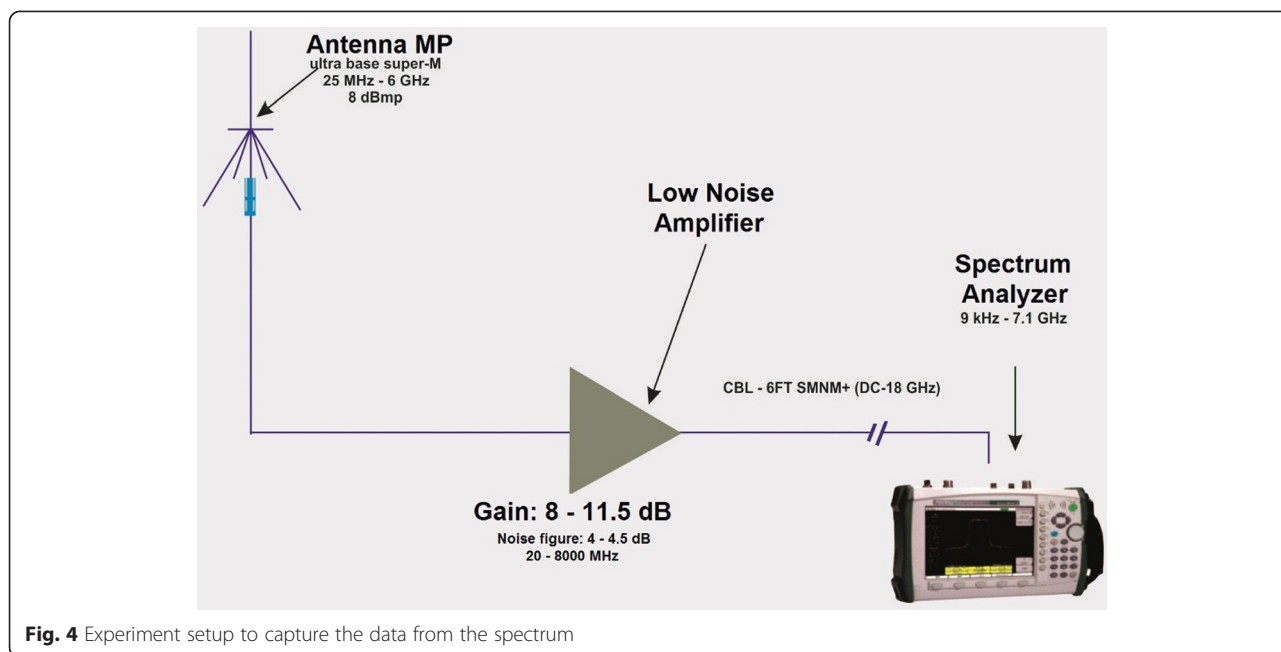 Antenna MP
ultra base super-M
25 MHz - 6 GHz
8 dBmp
Low Noise
Amplifier
Spectrum
Analyzer
9 kHz - 7.1 GHz
CBL - 6FT SMNM+ (DC-18 GHz)
Gain: 8 - 11.5 dB
Noise figure: 4 - 4.5 dB
20 - 8000 MHz
Fig. 4 Experiment setup to capture the data from the spectrum